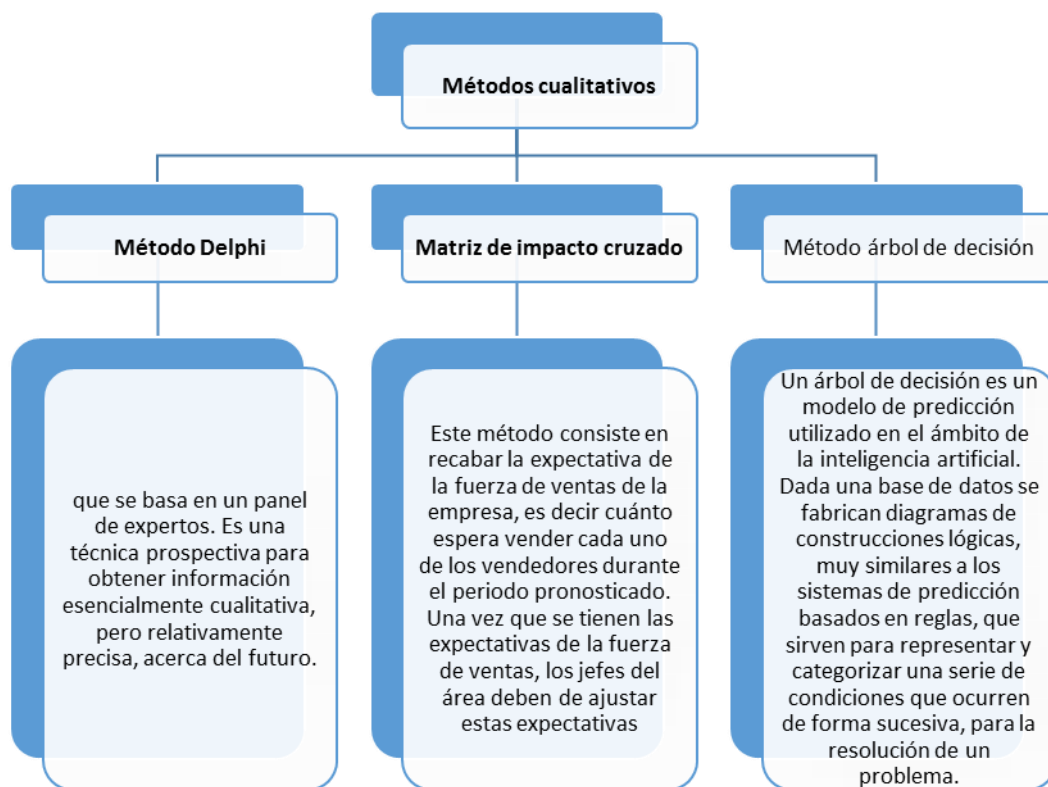 Métodos cualitativos
Método Delphi
Matriz de impacto cruzado
Método árbol de decisión
que se basa en un panel
de expertos. Es una
técnica prospectiva para
obtener información
esencialmente cualitativa,
pero relativamente
precisa, acerca del futuro.
Este método consiste en
recabar la expectativa de
la fuerza de ventas de la
empresa, es decir cuánto
espera vender cada uno
de los vendedores durante
el periodo pronosticado.
Una vez que se tienen las
expectativas de la fuerza
de ventas, los jefes del
área deben de ajustar
estas expectativas
Un árbol de decisión es un
modelo de predicción
utilizado en el ámbito de
la inteligencia artificial.
Dada una base de datos se
fabrican diagramas de
construcciones lógicas,
muy similares a los
sistemas de predicción
basados en reglas, que
sirven para representar y
categorizar una serie de
condiciones que ocurren
de forma sucesiva, para la
resolución de un
problema.